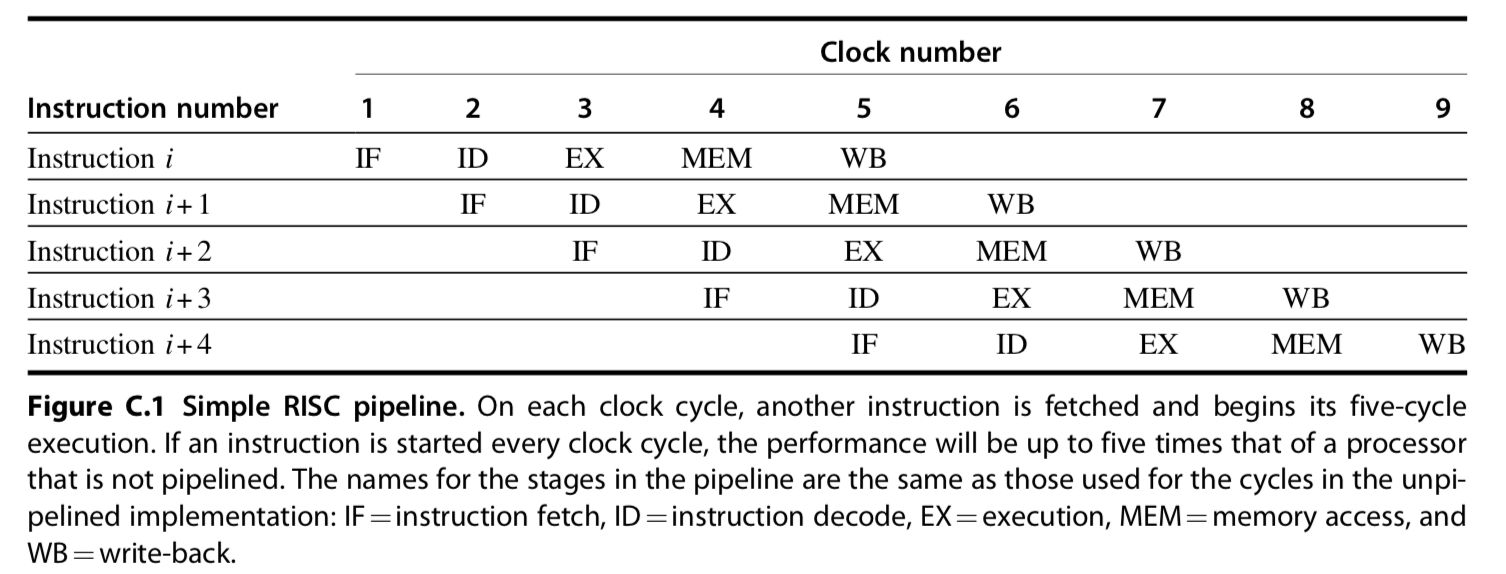 Clock number
Instruction number 1 2 3 4 5 6 7 8 9
Instruction i IF ID EX MEM WB
Instruction i+1 IF ID EX MEM WB
Instruction i+2 IF ID EX MEM WB
Instruction i+3 IF ID EX MEM WB
Instruction i+4 IF ID EX MEM WB
Figure C.1 Simple RISC pipeline. On each clock cycle, another instruction is fetched and begins its five-cycle
execution. If an instruction is started every clock cycle, the performance will be up to five times that of a processor
that is not pipelined. The names for the stages in the pipeline are the same as those used for the cycles in the unpi-
pelined implementation: IF=instruction fetch, ID=instruction decode, EX=execution, MEM=memory access, and
WB=write-back.